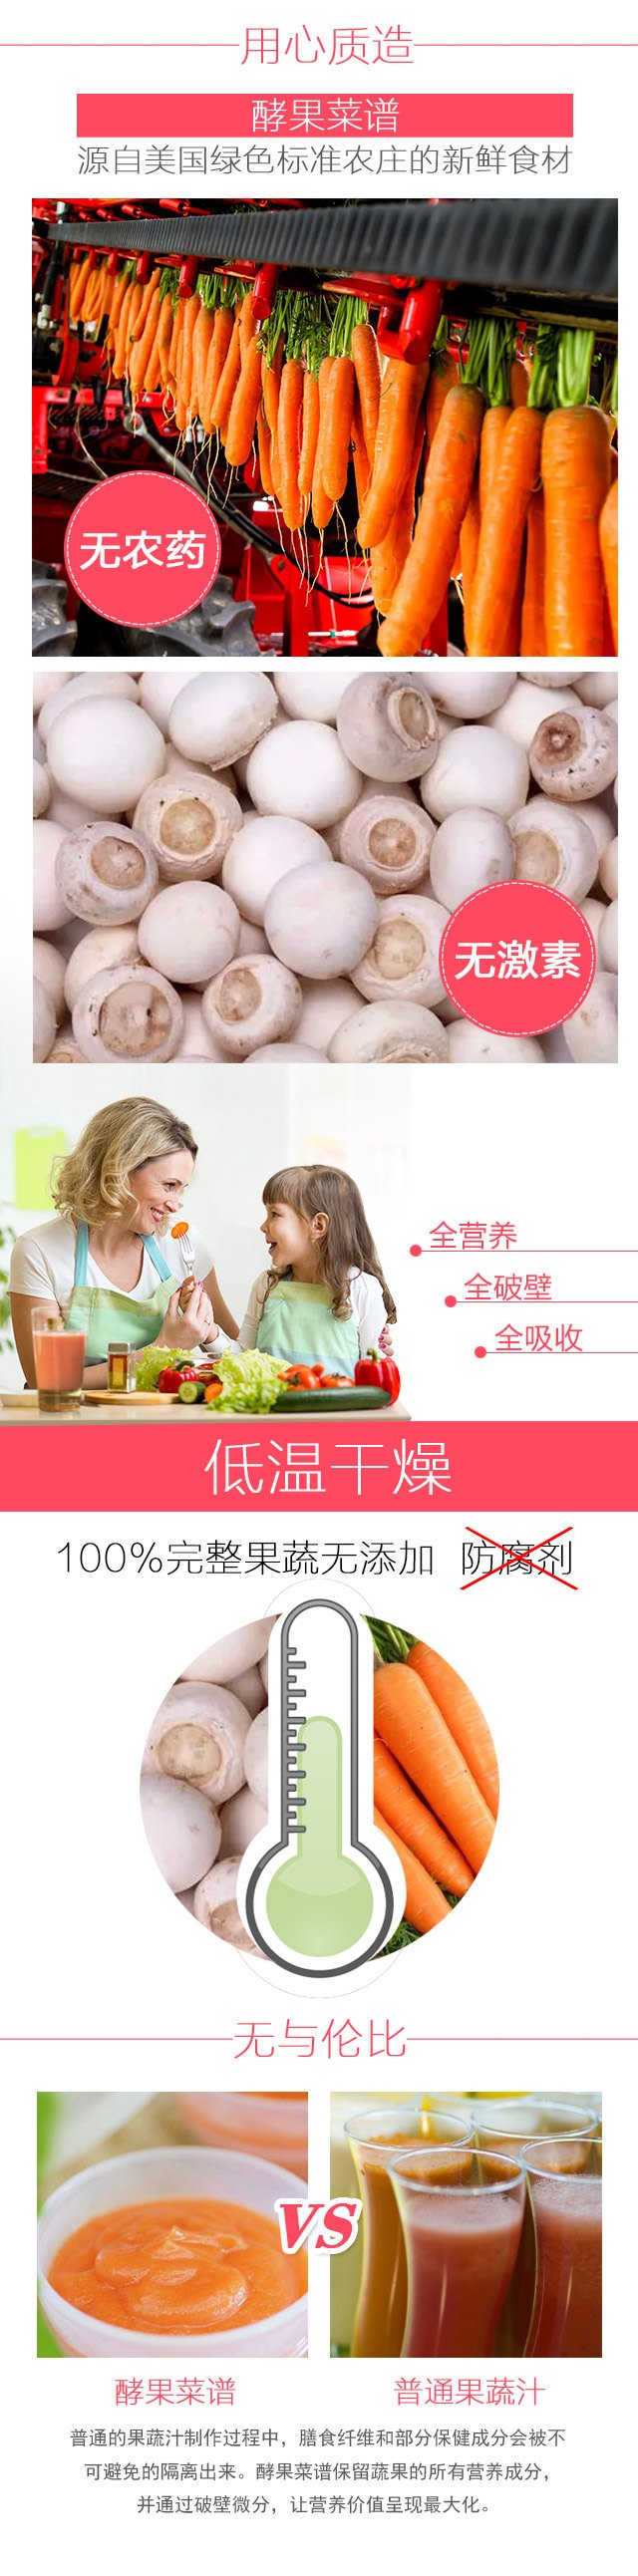 用心质造
酵果菜谱
源自美国绿色标准农庄的新鲜食材
无农药
无激素
全营养
全破壁
全吸收
低温干燥
100%完整果蔬无添加 防腐剂
无与伦比
VS
酵果菜谱
普通果蔬汁
普通的果蔬汁制作过程中，膳食纤维和部分保健成分会被不
可避免的隔离出来。酵果菜谱保留蔬果的所有营养成分，
并通过破壁微分，让营养价值呈现最大化。